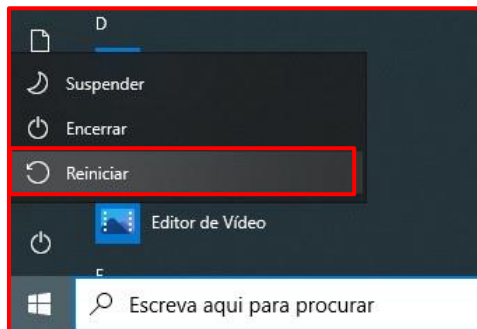 D
Suspender
Encerrar
Reiniciar
Editor de Vídeo
Escreva aqui para procurar